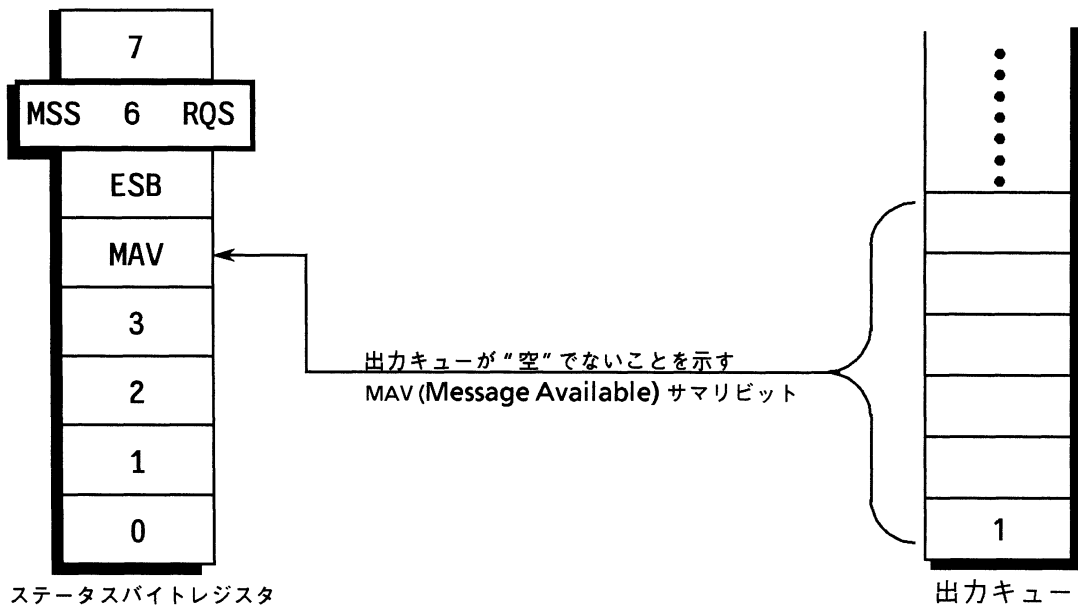 7
MSS 6 RQS
ESB
MAV
3
2
1
0
ステータスバイトレジスタ
出力キューが"空"でないことを示す
MAV (Message Available) サマリビット
1
出力キュー